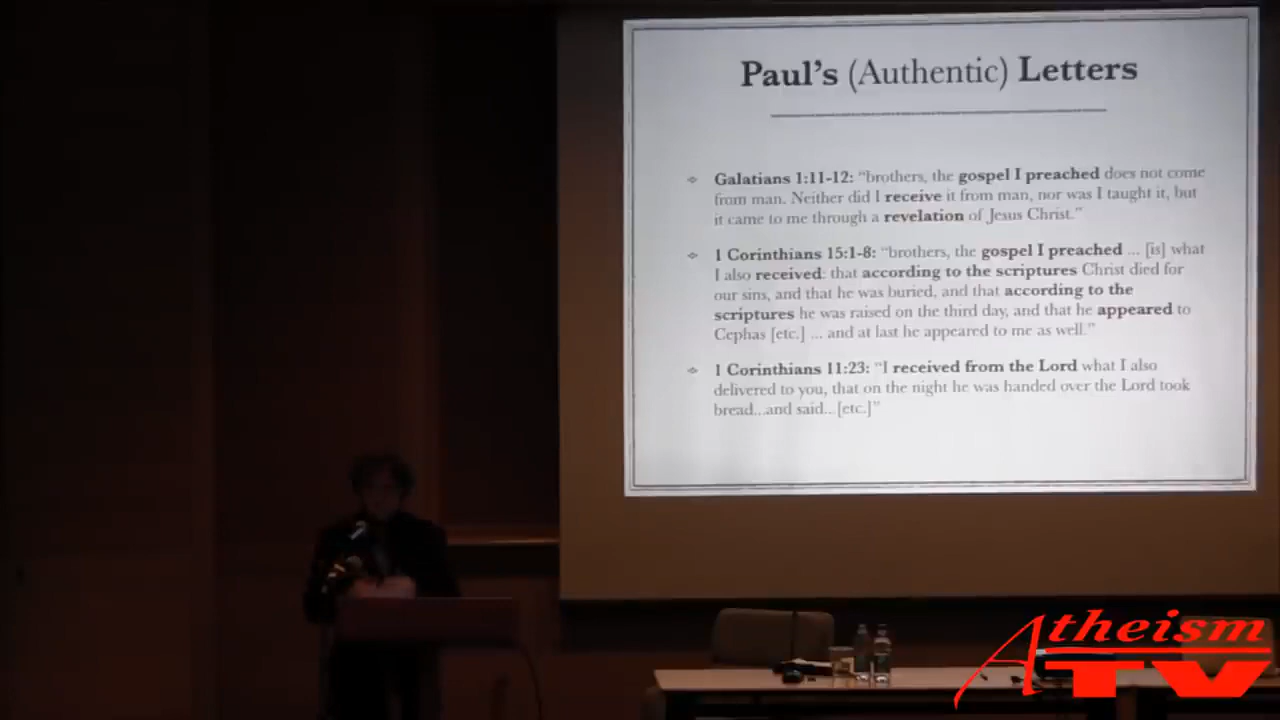 Paul's (Authentic) Letters
Galatians 1:11-12: “brothers, the gospel I preached does not come
from man. Neither did I receive it from man, nor was I taught it, but
it came to me through a revelation of Jesus Christ.”
1 Corinthians 15:1-8: “brothers, the gospel I preached ... [is] what
I also received: that according to the scriptures Christ died for
our sins, and that he was buried, and that according to the
scriptures he was raised on the third day, and that he appeared to
Cephas [etc.] ... and at last he appeared to me as well.”
1 Corinthians 11:23: “I received from the Lord what I also
delivered to you, that on the night he was handed over the Lord took
bread...and said... [etc.]”
Atheism
TV